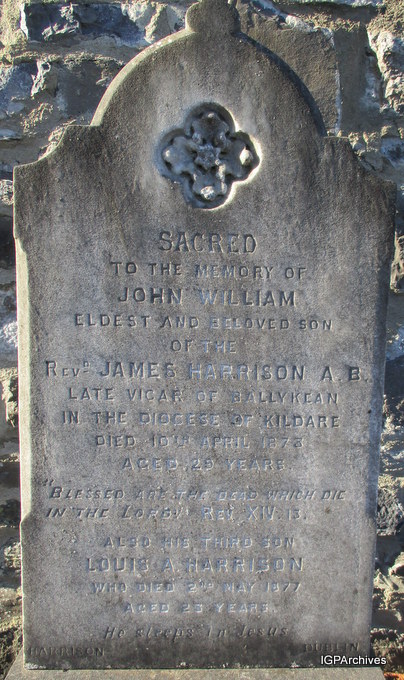 SACRED
TO THE MEMORY OF
JOHN WILLIAM
ELDEST AND BELOVED SON
OF THE
REVD JAMES HARRISON A.B.
LATE VICAR OF BALLYKEAN
IN THE DIOCESE OF KILDARE
DIED 10TH APRIL 1873
AGED 29 YEARS.
"BLESSED ARE THE DEAD WHICH DIE
IN THE LORD." REV. XIV. 13.
ALSO HIS THIRD SON
LOUIS A. HARRISON
WHO DIED 2ND MAY 1877
AGED 23 YEARS.
He sleeps in Jesus
HARRISON DUBLIN
IGPArchives